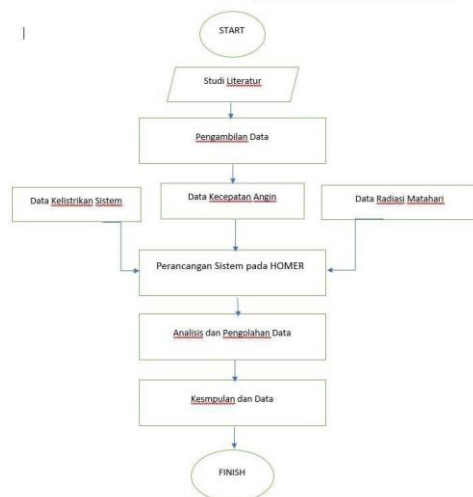 START
Studi Literatur
Pengambilan Data
Data Kelistrikan Sistem
Data Kecepatan Angin
Data Radiasi Matahari
Perancangan Sistem pada HOMER
Analisis dan Pengolahan Data
Kesmpulan dan Data
FINISH